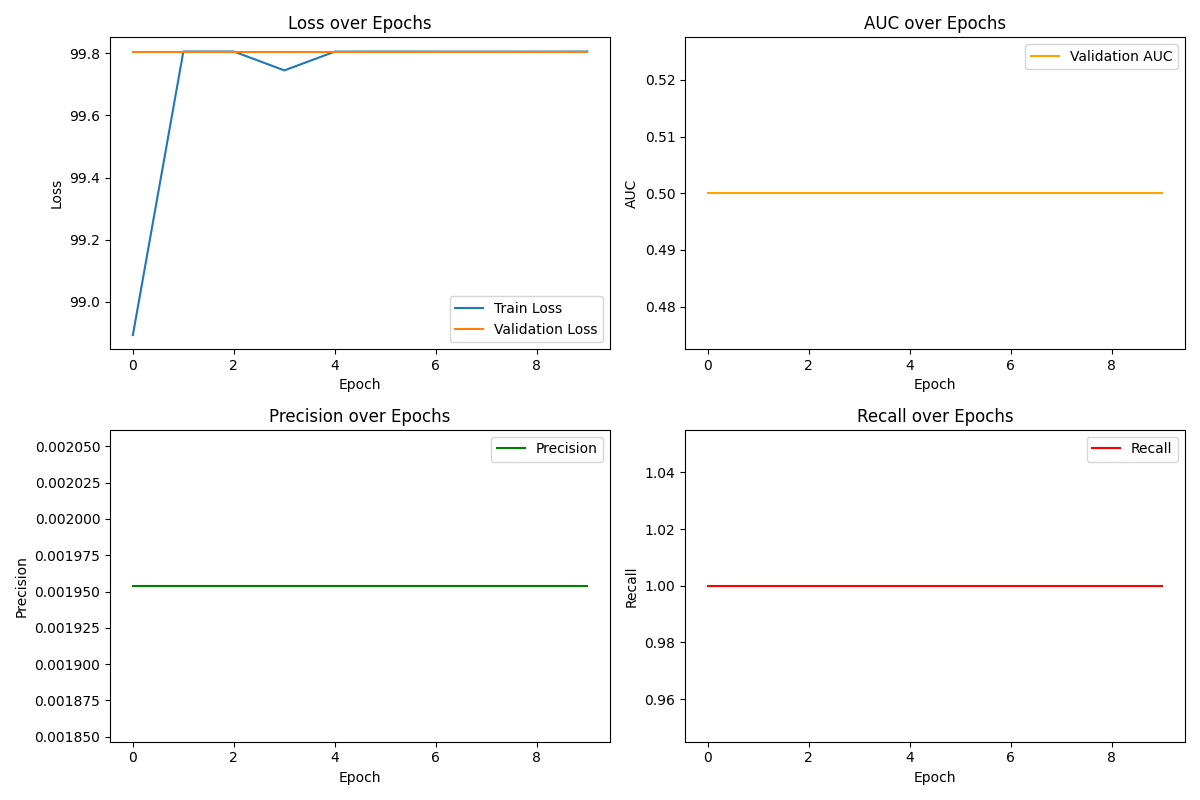 Loss over Epochs
99.8
99.6
99.4
99.2
99.0
Loss
Train Loss
Validation Loss
0 2 4 6 8
Epoch
AUC over Epochs
Validation AUC
0.52
0.51
0.50
0.49
0.48
AUC
0 2 4 6 8
Epoch
Precision over Epochs
Precision
0.002050
0.002025
0.002000
0.001975
0.001950
0.001925
0.001900
0.001875
0.001850
Precision
0 2 4 6 8
Epoch
Recall over Epochs
Recall
1.04
1.02
1.00
0.98
0.96
Recall
0 2 4 6 8
Epoch